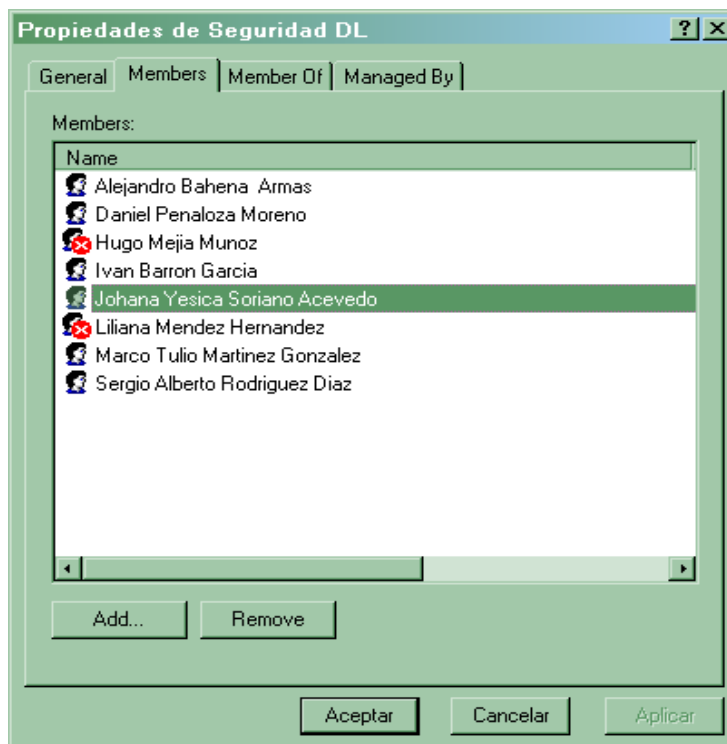 Propiedades de Seguridad DL
General Members Member Of Managed By
Members:
Name
Alejandro Bahena  Armas
Daniel Penaloza Moreno
Hugo Mejia Munoz
Ivan Barron Garcia
Johana Yesica Soriano Acevedo
Liliana Mendez Hernandez
Marco Tulio Martinez Gonzalez
Sergio Alberto Rodriguez Diaz
Add... Remove
Aceptar Cancelar Aplicar